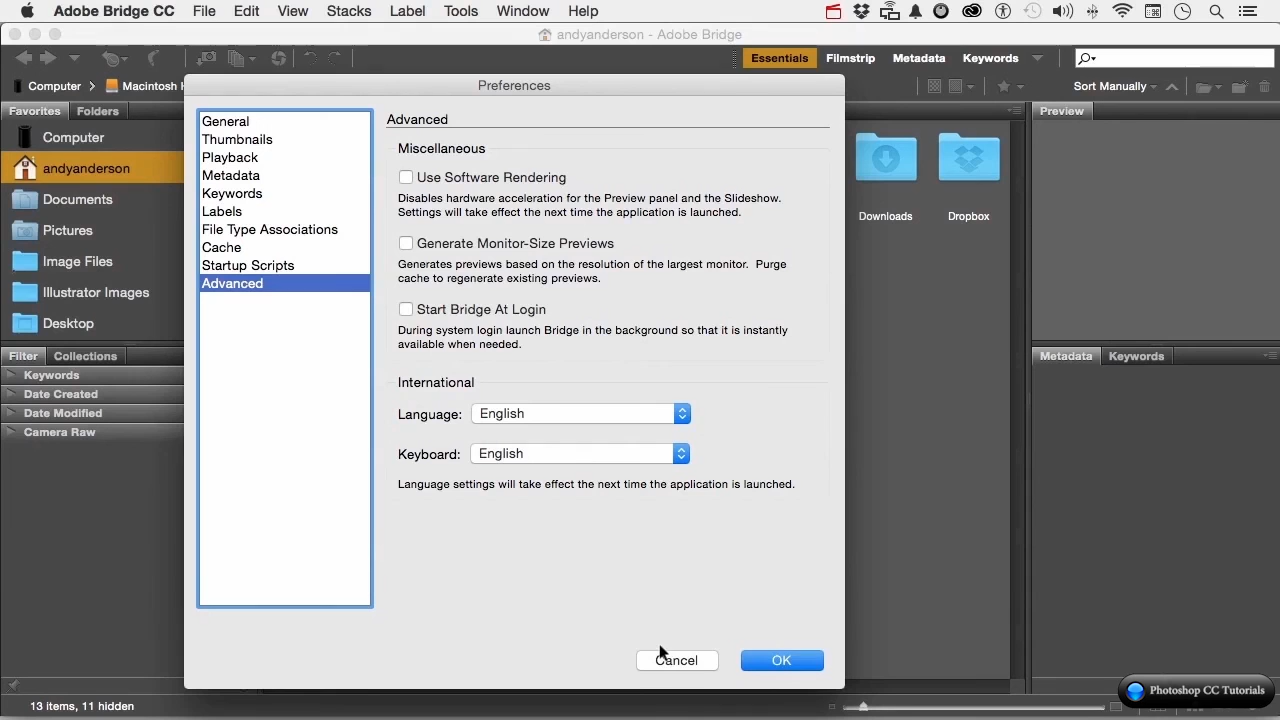 Adobe Bridge CC File Edit View Stacks Label Tools Window Help
andyanderson - Adobe Bridge
Essentials Filmstrip Metadata Keywords
Computer Macintosh H
Sort Manually
Preferences
Favorites Folders
Computer
andyanderson
Documents
Pictures
Image Files
Illustrator Images
Desktop
Filter Collections
Keywords
Date Created
Date Modified
Camera Raw
13 items, 11 hidden
General
Thumbnails
Playback
Metadata
Keywords
Labels
File Type Associations
Cache
Startup Scripts
Advanced
Advanced
Miscellaneous
Use Software Rendering
Disables hardware acceleration for the Preview panel and the Slideshow.
Settings will take effect the next time the application is launched.
Generate Monitor-Size Previews
Generates previews based on the resolution of the largest monitor. Purge
cache to regenerate existing previews.
Start Bridge At Login
During system login launch Bridge in the background so that it is instantly
available when needed.
International
Language: English
Keyboard: English
Language settings will take effect the next time the application is launched.
Cancel OK
Downloads Dropbox
Preview
Metadata Keywords
Photoshop CC Tutorials